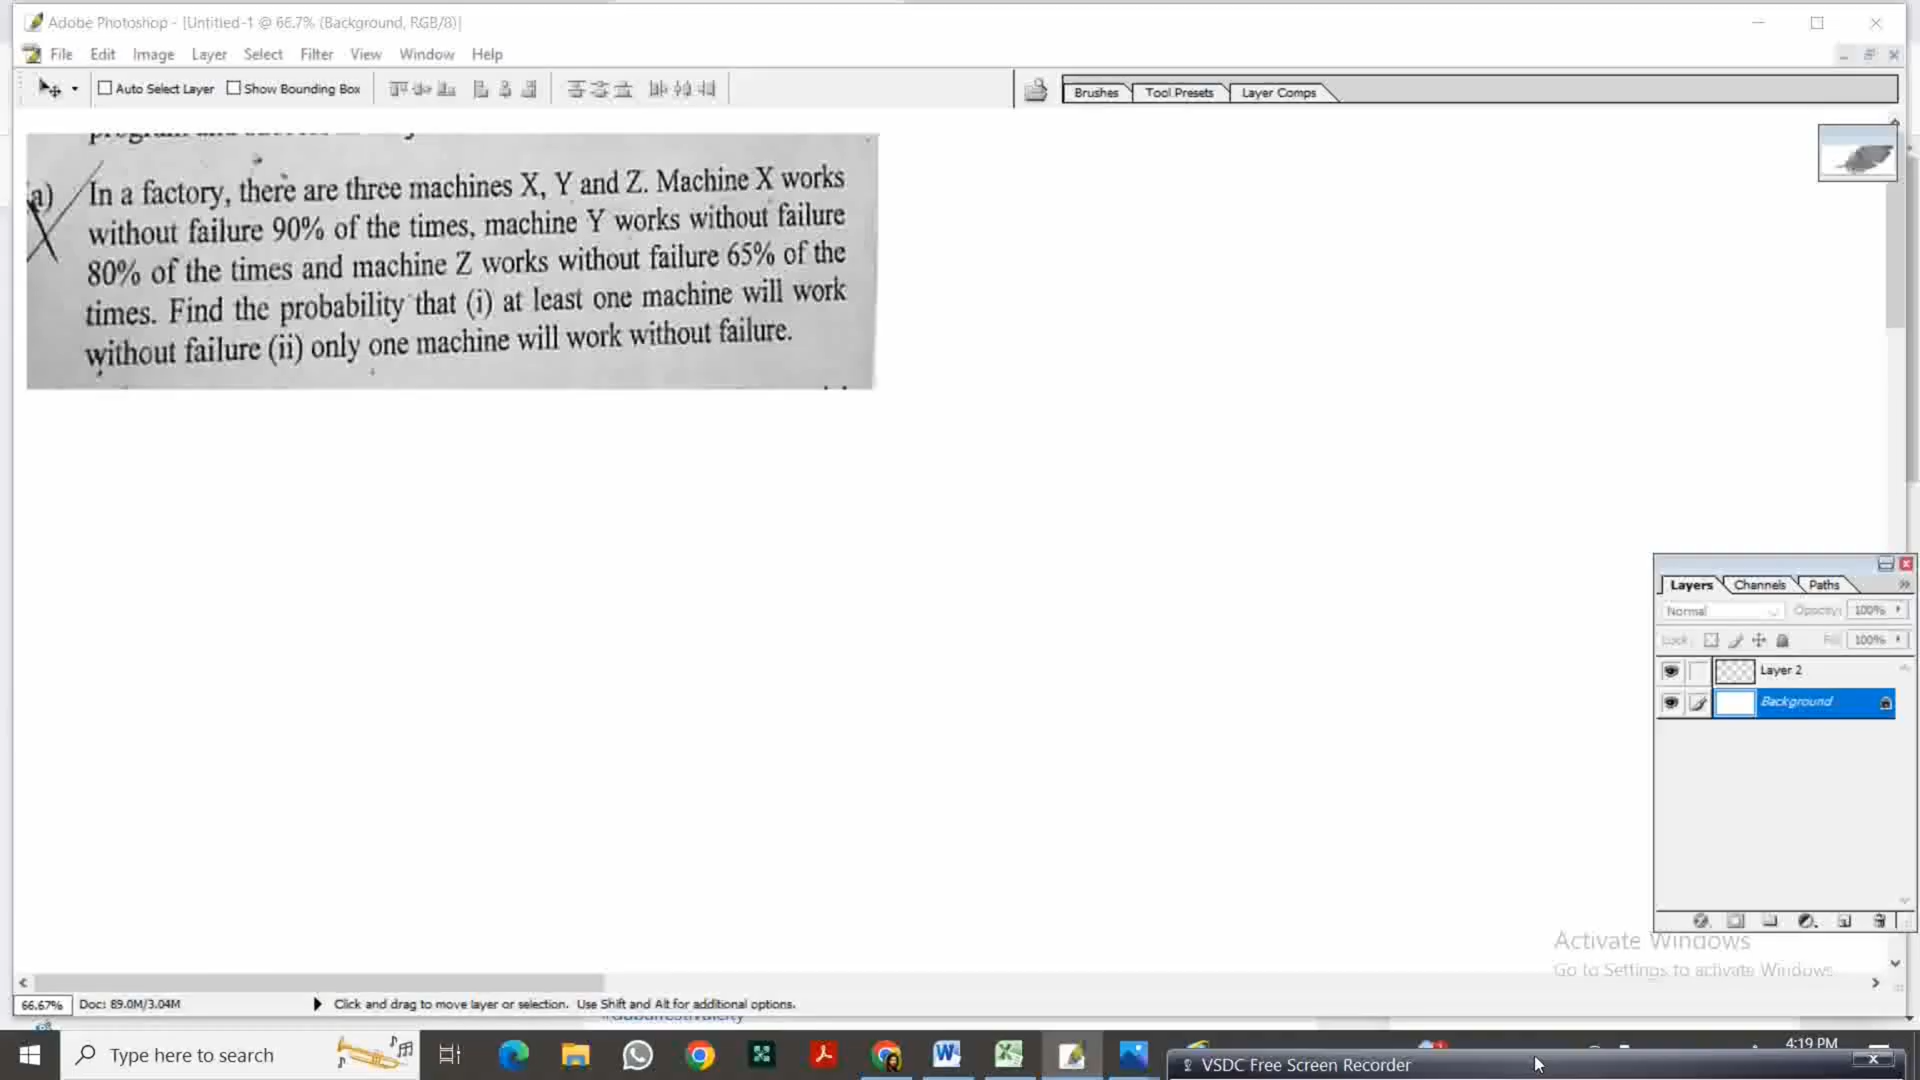 Adobe Photoshop - [Untitled-1 @ 66.7% (Background, RGB/8)]
File Edit Image Layer Select Filter View Window Help
Auto Select Layer Show Bounding Box
Brushes Tool Presets Layer Comps
a) In a factory, there are three machines X, Y and Z. Machine X works
without failure 90% of the times, machine Y works without failure
80% of the times and machine Z works without failure 65% of the
times. Find the probability that (i) at least one machine will work
without failure (ii) only one machine will work without failure.
Layers Channels Paths
Normal Opacity: 100%
Lock: Fill: 100%
Layer 2
Background
Activate Windows
Go to Settings to activate Windows.
66.67% Doc: 89.0M/3.04M Click and drag to move layer or selection. Use Shift and Alt for additional options.
Type here to search
4:19 PM
VSDC Free Screen Recorder